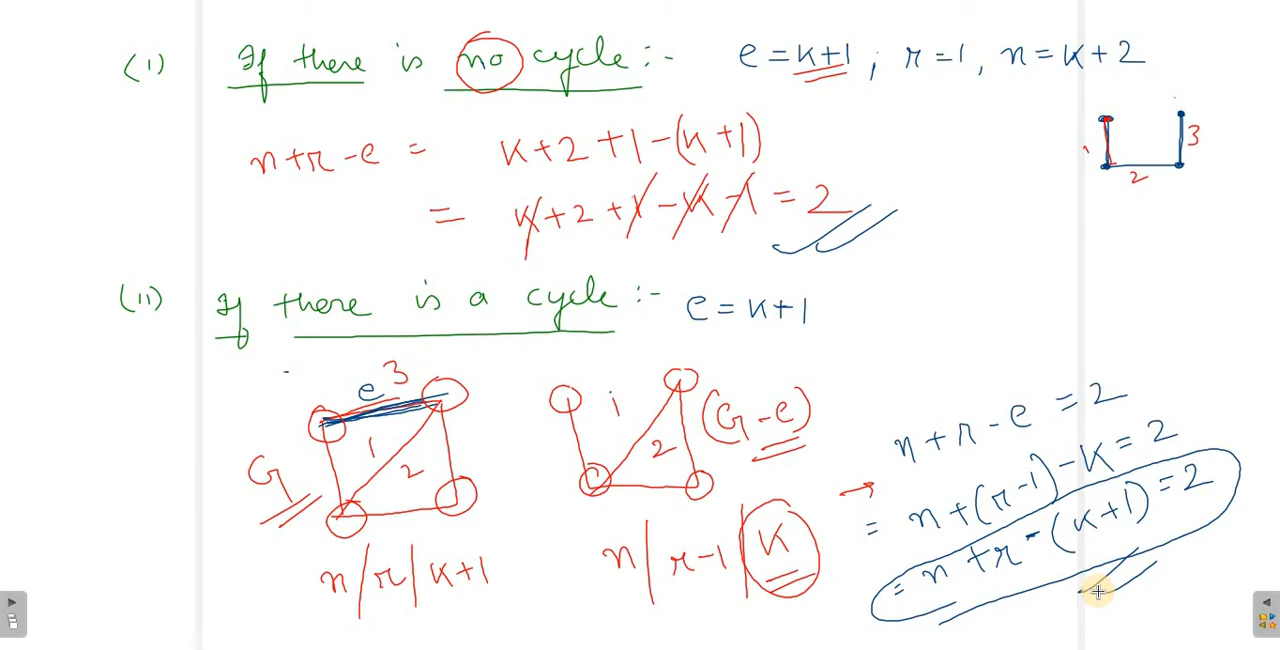 (i) If there is no cycle :- e = k+1 ; r = 1, n = k+2
n+r-e = k+2+1-(k+1)
= k+2+1-k-1 = 2
1 2 3
(ii) If there is a cycle :- e = k+1
e 3
1
2
G
i
2
(G-e)
n | r | k+1
n | r-1 | k
n+r-e = 2
→ = n+(r-1)-k = 2
= n+r-(k+1) = 2